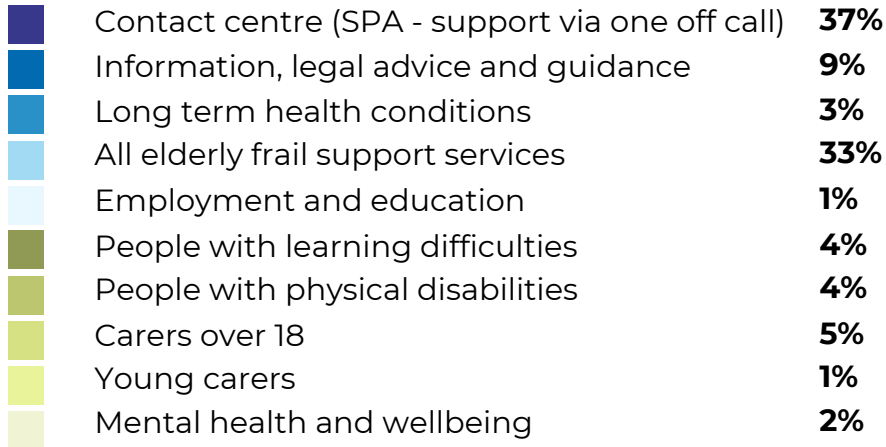 Contact centre (SPA - support via one off call) 37%
Information, legal advice and guidance 9%
Long term health conditions 3%
All elderly frail support services 33%
Employment and education 1%
People with learning difficulties 4%
People with physical disabilities 4%
Carers over 18 5%
Young carers 1%
Mental health and wellbeing 2%